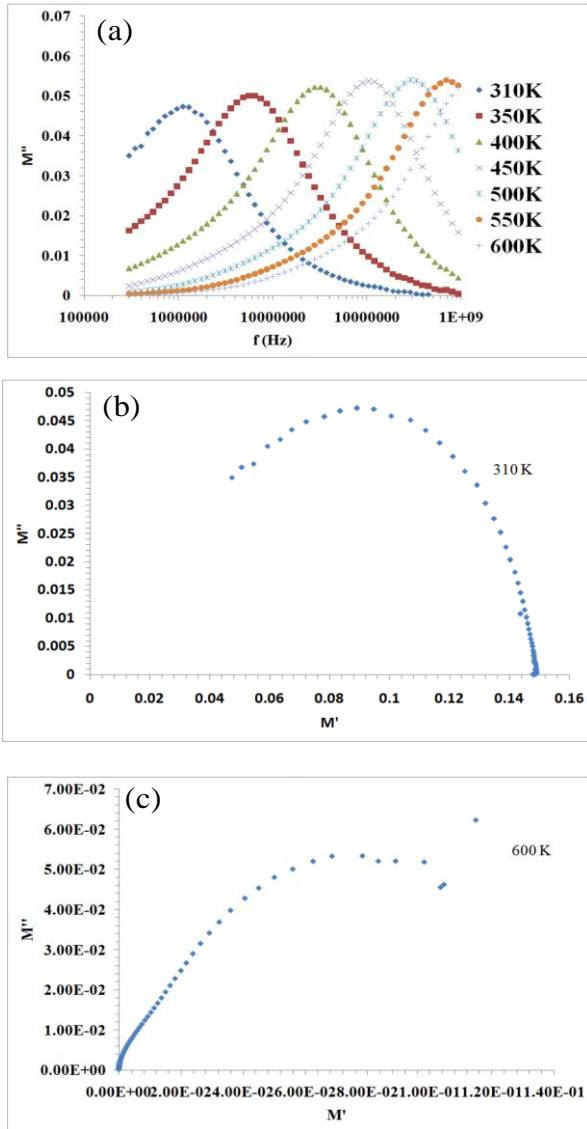 (a)
0.07
0.06
0.05
0.04
0.03
0.02
0.01
0
M"
100000
1000000
10000000
100000000
1E+09
f (Hz)
310K
350K
400K
450K
500K
550K
600K
(b)
0.05
0.045
0.04
0.035
0.03
0.025
0.02
0.015
0.01
0.005
0
M"
310 K
0
0.02
0.04
0.06
0.08
0.1
0.12
0.14
0.16
M'
(c)
7.00E-02
6.00E-02
5.00E-02
4.00E-02
3.00E-02
2.00E-02
1.00E-02
0.00E+00
M"
600 K
0.00E+002.00E-024.00E-026.00E-028.00E-021.00E-011.20E-011.40E-01
M'